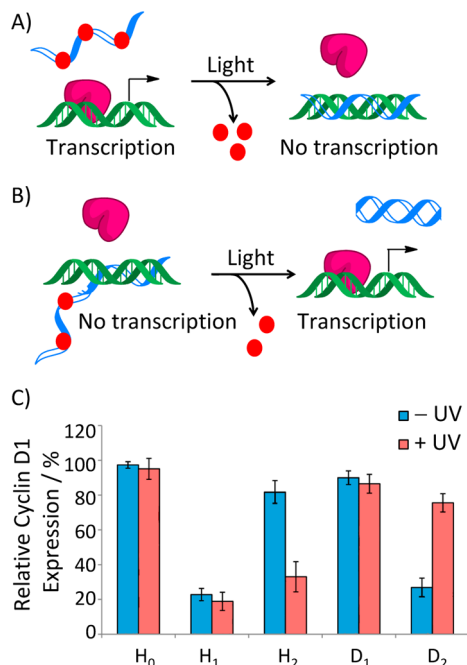 A)
Light
Transcription
No transcription
B)
Light
No transcription
Transcription
C)
– UV
+ UV
Relative Cyclin D1
Expression / %
120
100
80
60
40
20
0
H₀ H₁ H₂ D₁ D₂